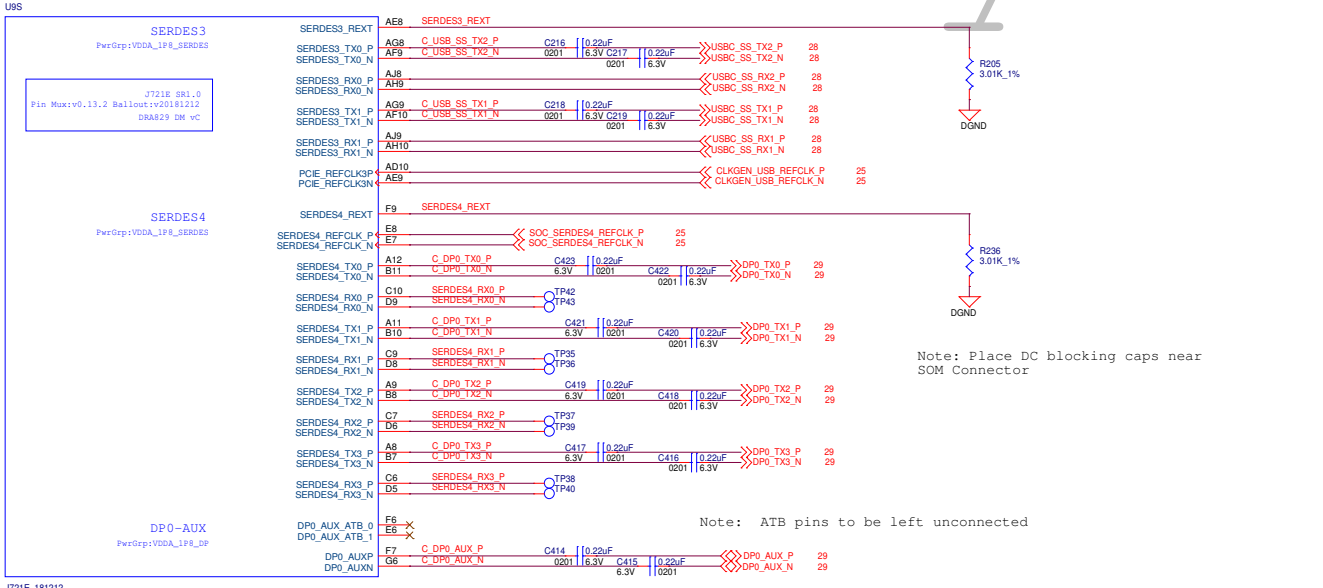 U9S
SERDES3
PwrGrp:VDDA_1P8_SERDES
J721E SR1.0
Pin Mux:v0.13.2 Ballout:v20181212
DRA829 DM vC
SERDES3_REXT AE8 SERDES3_REXT
SERDES3_TX0_P AG8 C_USB_SS_TX2_P C216 0.22uF USBC_SS_TX2_P 28
SERDES3_TX0_N AF9 C_USB_SS_TX2_N 0201 6.3V C217 0.22uF USBC_SS_TX2_N 28
0201 6.3V
SERDES3_RX0_P AJ8 USBC_SS_RX2_P 28
SERDES3_RX0_N AH9 USBC_SS_RX2_N 28
SERDES3_TX1_P AG9 C_USB_SS_TX1_P C218 0.22uF USBC_SS_TX1_P 28
SERDES3_TX1_N AF10 C_USB_SS_TX1_N 0201 6.3V C219 0.22uF USBC_SS_TX1_N 28
0201 6.3V
SERDES3_RX1_P AJ9 USBC_SS_RX1_P 28
SERDES3_RX1_N AH10 USBC_SS_RX1_N 28
PCIE_REFCLK3P AD10 CLKGEN_USB_REFCLK_P 25
PCIE_REFCLK3N AE9 CLKGEN_USB_REFCLK_N 25
R205
3.01K_1%
DGND
SERDES4
PwrGrp:VDDA_1P8_SERDES
SERDES4_REXT F9 SERDES4_REXT
SERDES4_REFCLK_P E8 SOC_SERDES4_REFCLK_P 25
SERDES4_REFCLK_N E7 SOC_SERDES4_REFCLK_N 25
SERDES4_TX0_P A12 C_DP0_TX0_P C423 0.22uF DP0_TX0_P 29
SERDES4_TX0_N B11 C_DP0_TX0_N 6.3V 0201 C422 0.22uF DP0_TX0_N 29
0201 6.3V
SERDES4_RX0_P C10 SERDES4_RX0_P TP42
SERDES4_RX0_N D9 SERDES4_RX0_N TP43
SERDES4_TX1_P A11 C_DP0_TX1_P C421 0.22uF DP0_TX1_P 29
SERDES4_TX1_N B10 C_DP0_TX1_N 6.3V 0201 C420 0.22uF DP0_TX1_N 29
0201 6.3V
SERDES4_RX1_P C9 SERDES4_RX1_P TP35
SERDES4_RX1_N D8 SERDES4_RX1_N TP36
SERDES4_TX2_P A9 C_DP0_TX2_P C419 0.22uF DP0_TX2_P 29
SERDES4_TX2_N B8 C_DP0_TX2_N 6.3V 0201 C418 0.22uF DP0_TX2_N 29
0201 6.3V
SERDES4_RX2_P C7 SERDES4_RX2_P TP37
SERDES4_RX2_N D6 SERDES4_RX2_N TP39
SERDES4_TX3_P A8 C_DP0_TX3_P C417 0.22uF DP0_TX3_P 29
SERDES4_TX3_N B7 C_DP0_TX3_N 6.3V 0201 C416 0.22uF DP0_TX3_N 29
0201 6.3V
SERDES4_RX3_P C6 SERDES4_RX3_P TP38
SERDES4_RX3_N D5 SERDES4_RX3_N TP40
R236
3.01K_1%
DGND
Note: Place DC blocking caps near
SOM Connector
DP0-AUX
PwrGrp:VDDA_1P8_DP
DP0_AUX_ATB_0 F6
DP0_AUX_ATB_1 E6
Note: ATB pins to be left unconnected
DP0_AUXP F7 C_DP0_AUX_P C414 0.22uF DP0_AUX_P 29
DP0_AUXN G6 C_DP0_AUX_N 0201 6.3V C415 0.22uF DP0_AUX_N 29
6.3V 0201
J721E_181212